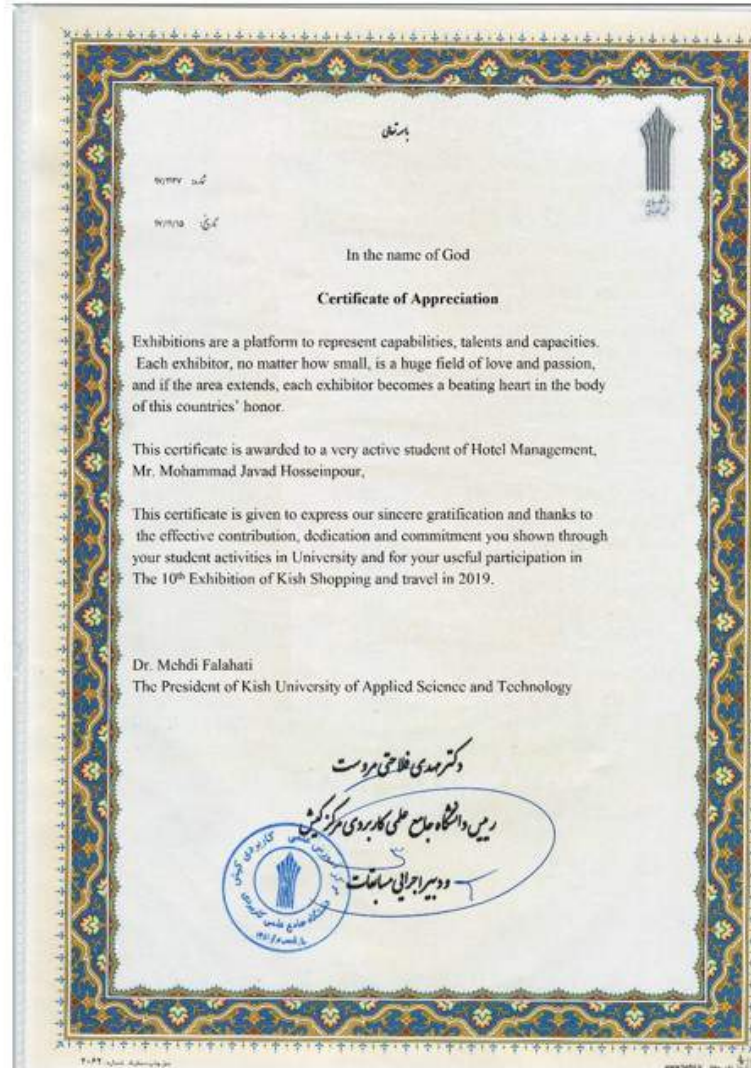 باسمه تعالی
شماره:
تاریخ:
In the name of God
Certificate of Appreciation
Exhibitions are a platform to represent capabilities, talents and capacities.
Each exhibitor, no matter how small, is a huge field of love and passion,
and if the area extends, each exhibitor becomes a beating heart in the body
of this countries’ honor.
This certificate is awarded to a very active student of Hotel Management,
Mr. Mohammad Javad Hosseinpour,
This certificate is given to express our sincere gratification and thanks to
the effective contribution, dedication and commitment you shown through
your student activities in University and for your useful participation in
The 10th Exhibition of Kish Shopping and travel in 2019.
Dr. Mehdi Falahati
The President of Kish University of Applied Science and Technology
دکتر مهدی فلاحتی مروست
رییس دانشگاه جامع علمی کاربردی مرکز کیش
و دبیر اجرایی مسابقات
دانشگاه جامع علمی کاربردی